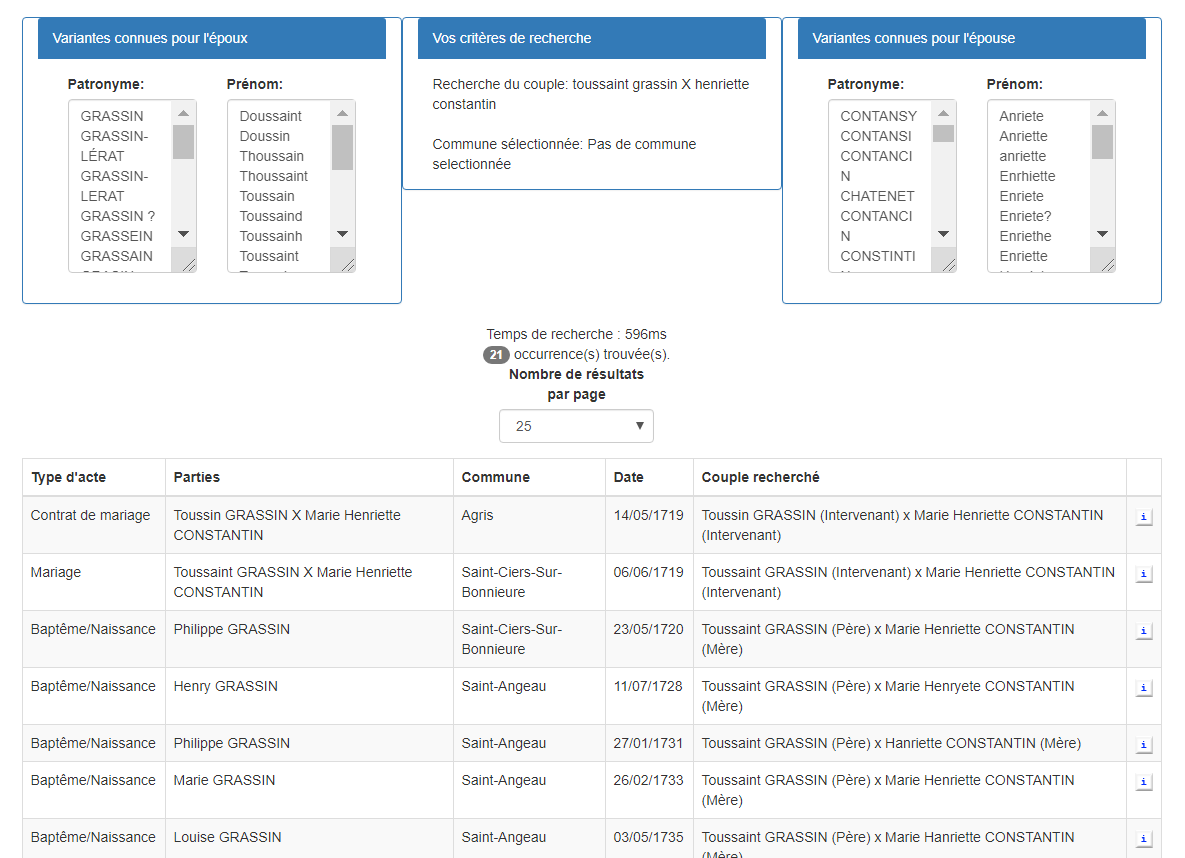 Variantes connues pour l'époux
Patronyme:
GRASSIN
GRASSIN-
LÉRAT
GRASSIN-
LERAT
GRASSIN ?
GRASSEIN
GRASSAIN
Prénom:
Doussaint
Doussin
Thoussain
Thoussaint
Toussain
Toussaind
Toussainh
Toussaint
Vos critères de recherche
Recherche du couple: toussaint grassin X henriette
constantin
Commune sélectionnée: Pas de commune
selectionnée
Variantes connues pour l'épouse
Patronyme:
CONTANSY
CONTANSI
CONTANCI
N
CHATENET
CONTANCI
N
CONSTINTI
Prénom:
Anriete
Anriette
anriette
Enrhiette
Enriete
Enriete?
Enriethe
Enriette
Temps de recherche : 596ms
21 occurrence(s) trouvée(s).
Nombre de résultats
par page
25
Type d'acte Parties Commune Date Couple recherché
Contrat de mariage Toussin GRASSIN X Marie Henriette Agris 14/05/1719 Toussin GRASSIN (Intervenant) x Marie Henriette CONSTANTIN
CONSTANTIN (Intervenant)
Mariage Toussaint GRASSIN X Marie Henriette Saint-Ciers-Sur- 06/06/1719 Toussaint GRASSIN (Intervenant) x Marie Henriette CONSTANTIN
CONSTANTIN Bonnieure (Intervenant)
Baptême/Naissance Philippe GRASSIN Saint-Ciers-Sur- 23/05/1720 Toussaint GRASSIN (Père) x Marie Henriette CONSTANTIN
Bonnieure (Mère)
Baptême/Naissance Henry GRASSIN Saint-Angeau 11/07/1728 Toussaint GRASSIN (Père) x Marie Henryete CONSTANTIN
(Mère)
Baptême/Naissance Philippe GRASSIN Saint-Angeau 27/01/1731 Toussaint GRASSIN (Père) x Hanriette CONSTANTIN (Mère)
Baptême/Naissance Marie GRASSIN Saint-Angeau 26/02/1733 Toussaint GRASSIN (Père) x Marie Henriette CONSTANTIN
(Mère)
Baptême/Naissance Louise GRASSIN Saint-Angeau 03/05/1735 Toussaint GRASSIN (Père) x Marie Hanriette CONSTANTIN
(Mère)